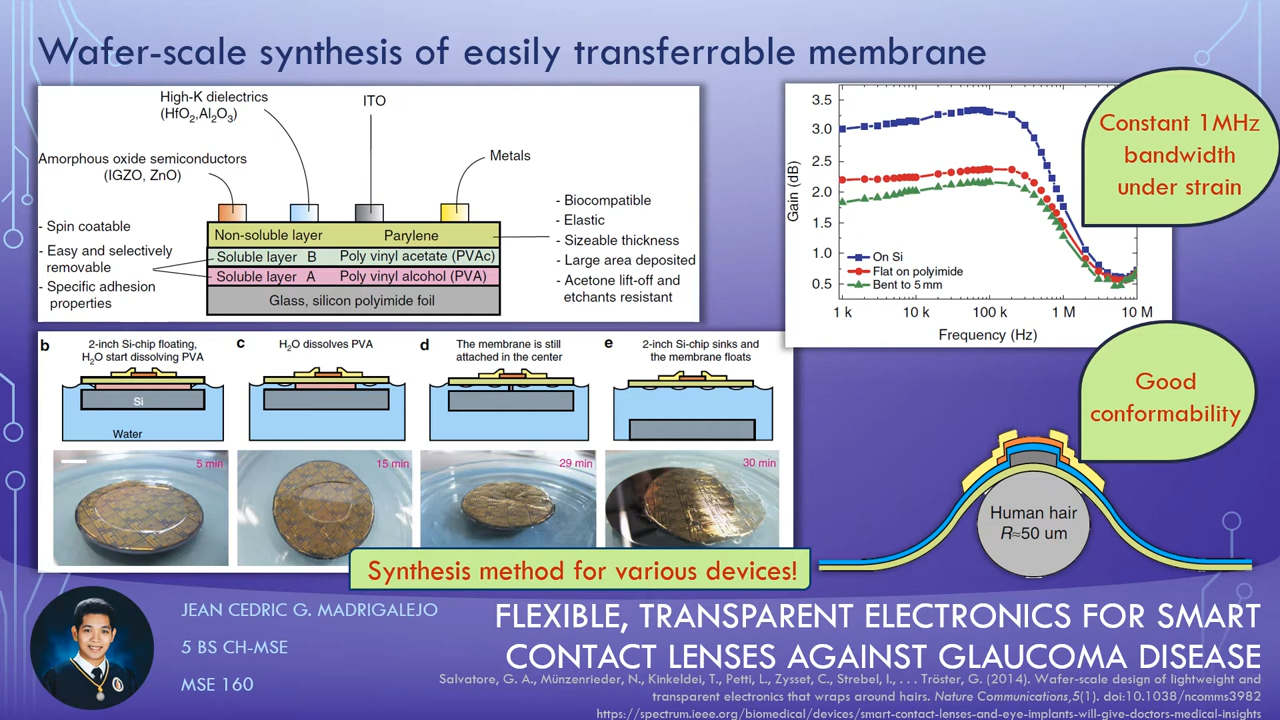 Wafer-scale synthesis of easily transferrable membrane
High-K dielectrics
(HfO₂,Al₂O₃)
ITO
Amorphous oxide semiconductors
(IGZO, ZnO)
Metals
- Spin coatable
- Easy and selectively
removable
- Specific adhesion
properties
Non-soluble layer Parylene
Soluble layer B Poly vinyl acetate (PVAc)
Soluble layer A Poly vinyl alcohol (PVA)
Glass, silicon polyimide foil
- Biocompatible
- Elastic
- Sizeable thickness
- Large area deposited
- Acetone lift-off and
etchants resistant
Gain (dB)
3.5
3.0
2.5
2.0
1.5
1.0
0.5
On Si
Flat on polyimide
Bent to 5 mm
1 k 10 k 100 k 1 M 10 M
Frequency (Hz)
Constant 1MHz
bandwidth
under strain
b
2-inch Si-chip floating,
H₂O start dissolving PVA
Si
Water
5 min
c
H₂O dissolves PVA
15 min
d
The membrane is still
attached in the center
29 min
e
2-inch Si-chip sinks and
the membrane floats
30 min
Good
conformability
Human hair
R≈50 um
Synthesis method for various devices!
JEAN CEDRIC G. MADRIGALEJO
5 BS CH-MSE
MSE 160
FLEXIBLE, TRANSPARENT ELECTRONICS FOR SMART
CONTACT LENSES AGAINST GLAUCOMA DISEASE
Salvatore, G. A., Münzenrieder, N., Kinkeldei, T., Petti, L., Zysset, C., Strebel, I., . . . Tröster, G. (2014). Wafer-scale design of lightweight and
transparent electronics that wraps around hairs. Nature Communications,5(1). doi:10.1038/ncomms3982
https://spectrum.ieee.org/biomedical/devices/smart-contact-lenses-and-eye-implants-will-give-doctors-medical-insights